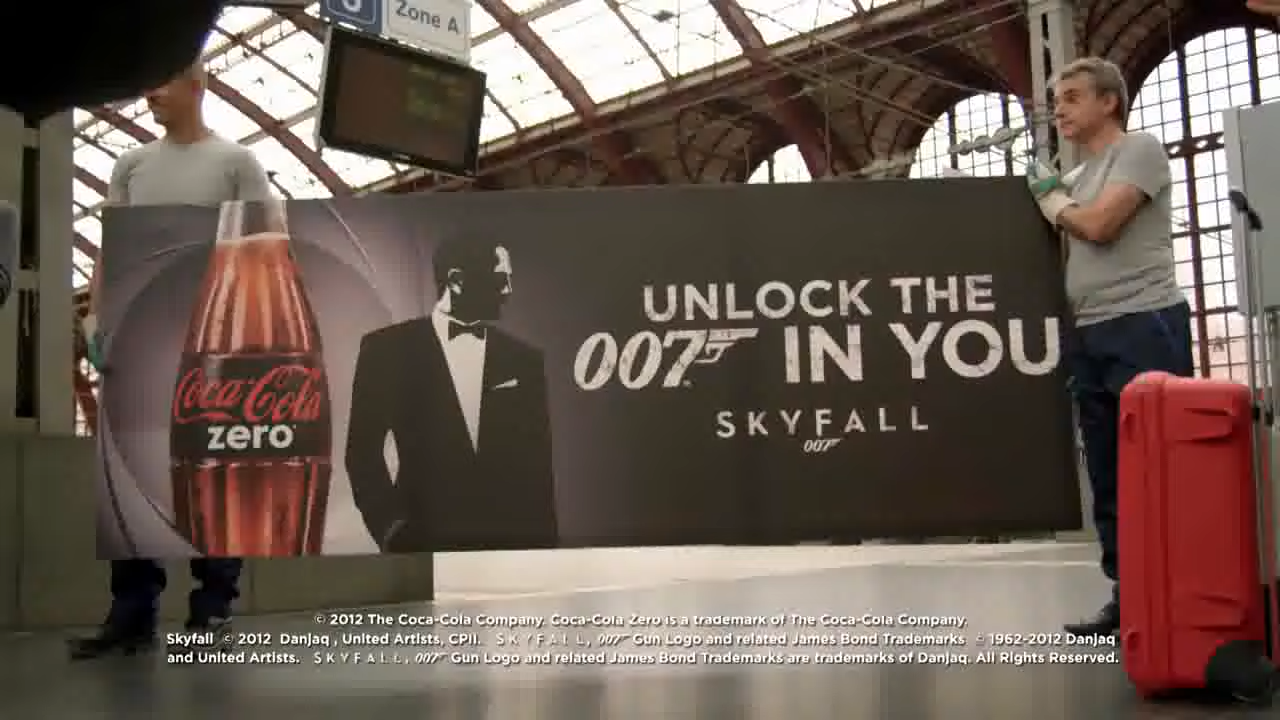 Zone A
Coca-Cola
zero
UNLOCK THE
007 IN YOU
SKYFALL
007
© 2012 The Coca-Cola Company. Coca-Cola Zero is a trademark of The Coca-Cola Company.
Skyfall © 2012 Danjaq, United Artists, CPII. SKYFALL, 007 Gun Logo and related James Bond Trademarks © 1962-2012 Danjaq
and United Artists. SKYFALL, 007 Gun Logo and related James Bond Trademarks are trademarks of Danjaq. All Rights Reserved.